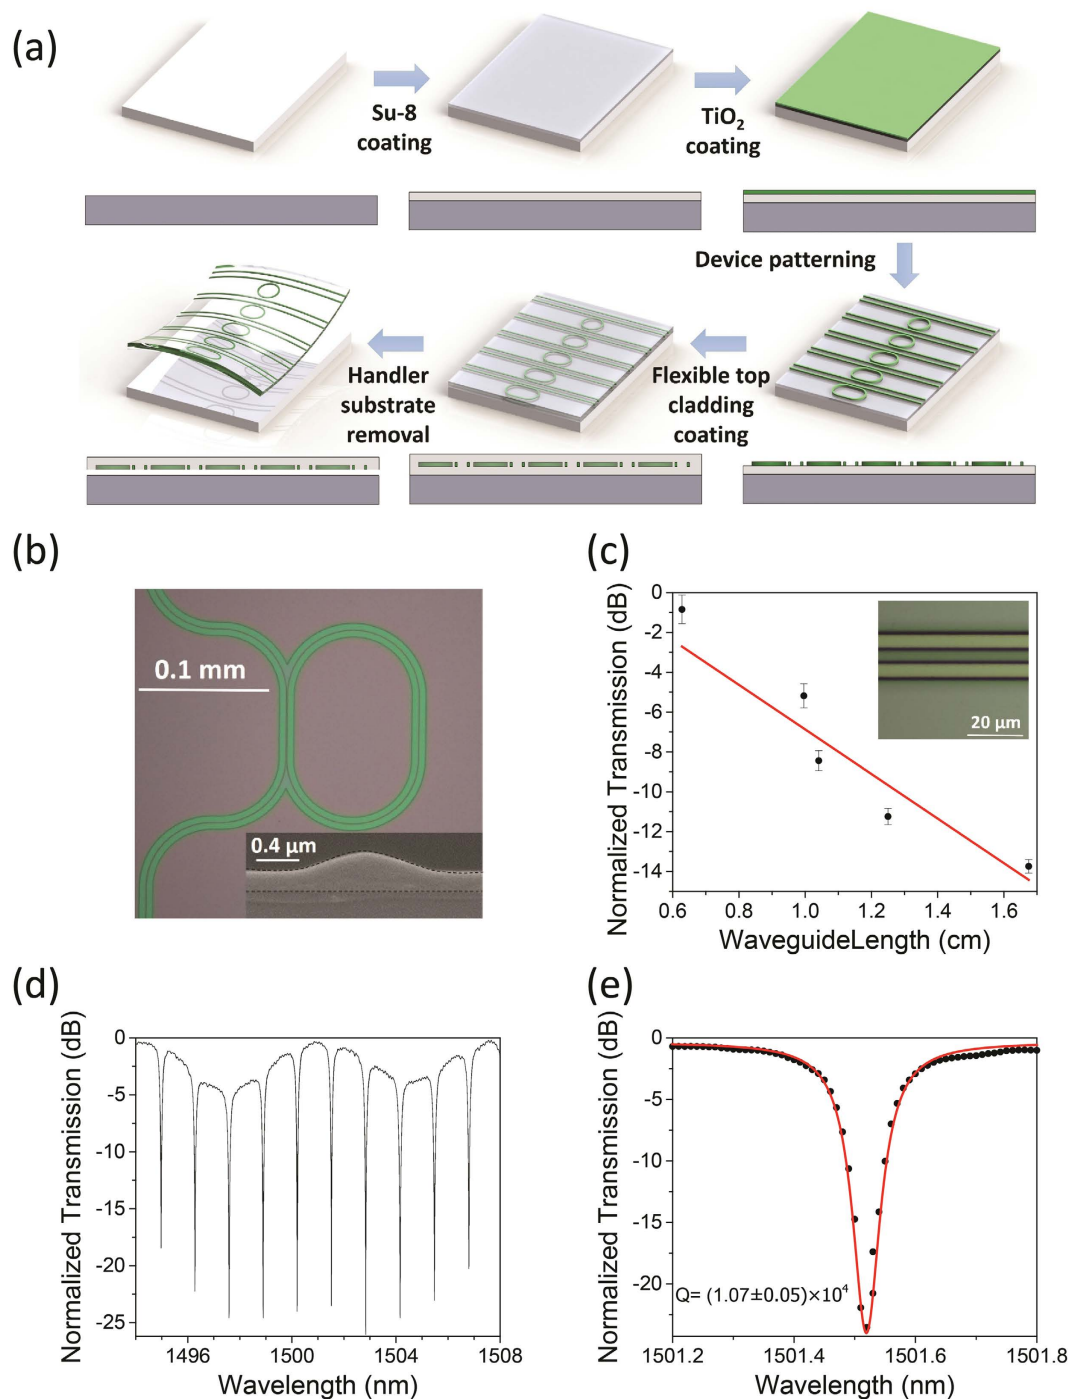 (a)
Su-8
coating
TiO₂
coating
Device patterning
Handler
substrate
removal
Flexible top
cladding
coating
(b)
0.1 mm
0.4 µm
(c)
Normalized Transmission (dB)
0
-2
-4
-6
-8
-10
-12
-14
20 µm
0.6 0.8 1.0 1.2 1.4 1.6
WaveguideLength (cm)
(d)
Normalized Transmission (dB)
0
-5
-10
-15
-20
-25
1496 1500 1504 1508
Wavelength (nm)
(e)
Normalized Transmission (dB)
0
-5
-10
-15
-20
Q= (1.07±0.05)×10⁴
1501.2 1501.4 1501.6 1501.8
Wavelength (nm)